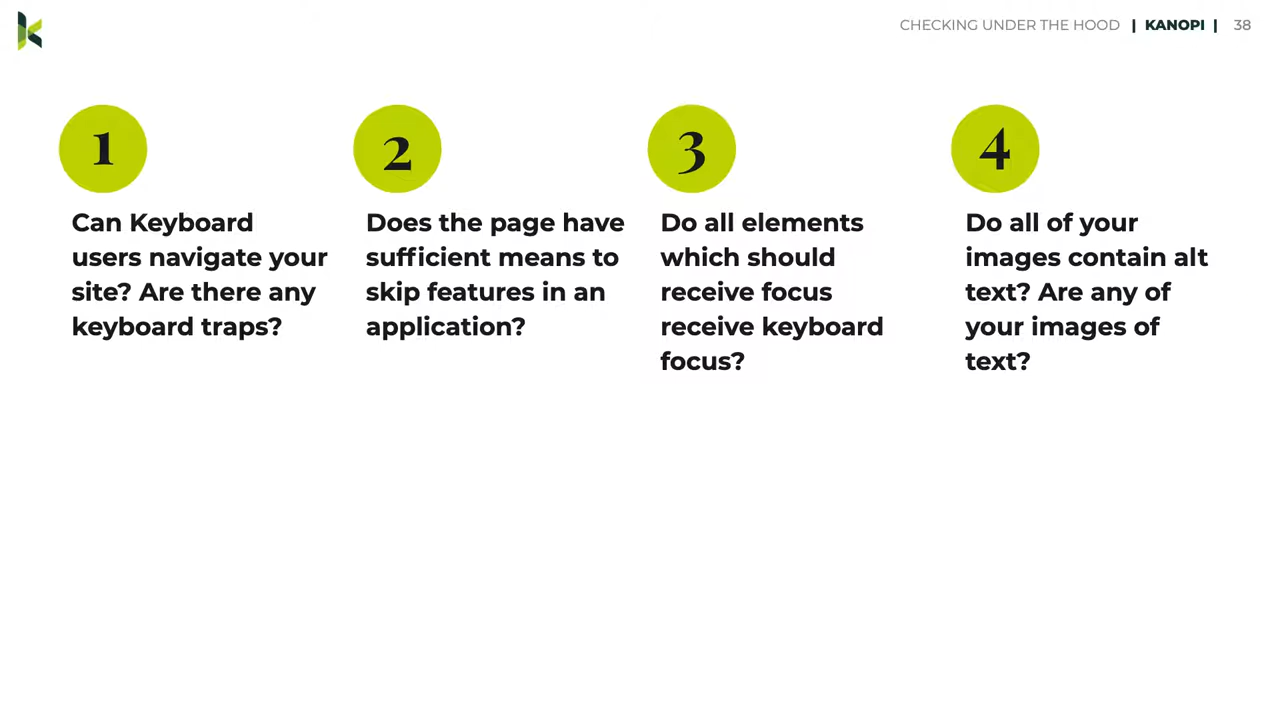 CHECKING UNDER THE HOOD | KANOPI | 38
1
Can Keyboard
users navigate your
site? Are there any
keyboard traps?
2
Does the page have
sufficient means to
skip features in an
application?
3
Do all elements
which should
receive focus
receive keyboard
focus?
4
Do all of your
images contain alt
text? Are any of
your images of
text?